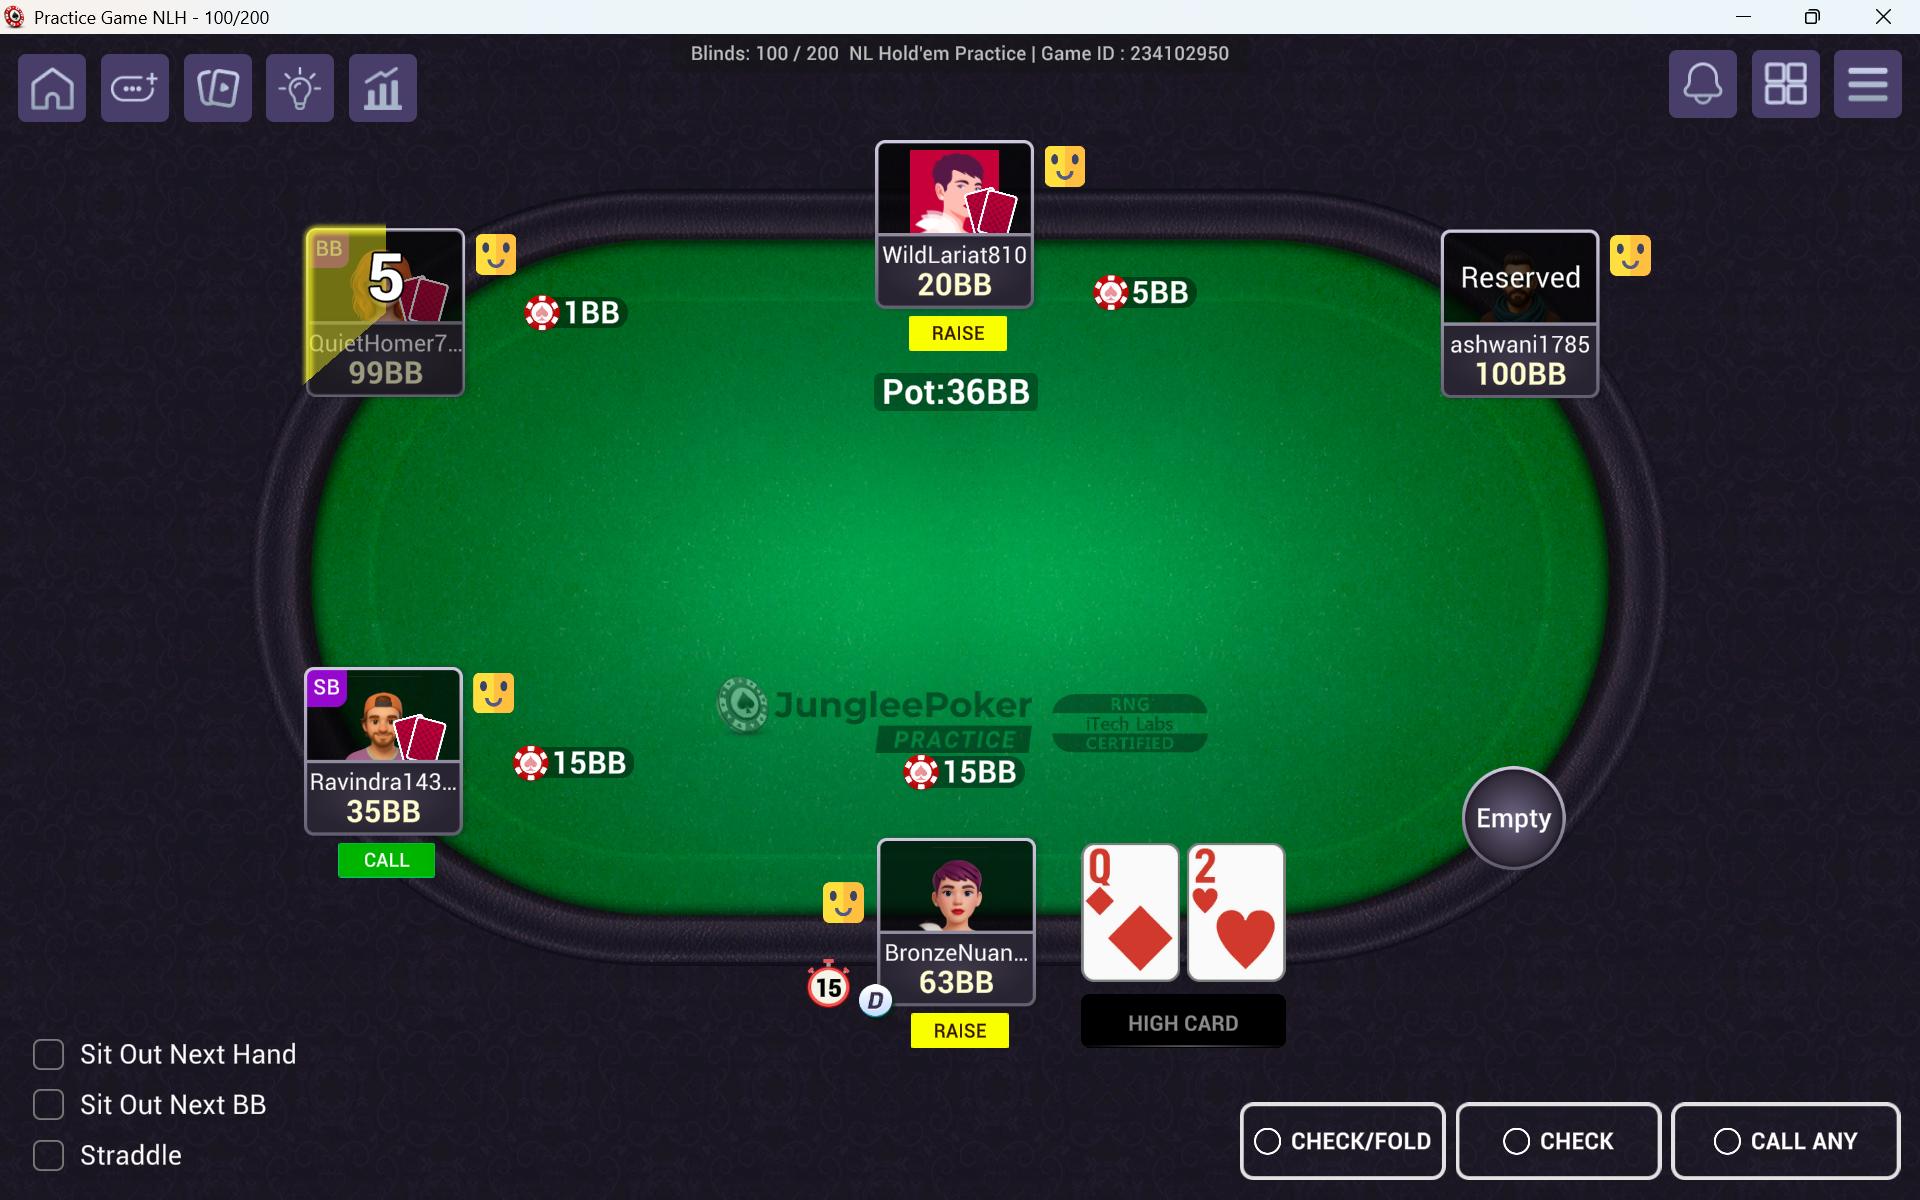 Practice Game NLH - 100/200
Blinds: 100 / 200 NL Hold'em Practice | Game ID : 234102950
WildLariat810
20BB
RAISE
5BB
BB
5
QuietHomer7...
99BB
1BB
Reserved
ashwani1785
100BB
Pot:36BB
SB
Ravindra143...
35BB
CALL
15BB
JungleePoker
PRACTICE
RNG
iTech Labs
CERTIFIED
15BB
Empty
BronzeNuan...
63BB
RAISE
15
D
Q
2
HIGH CARD
Sit Out Next Hand
Sit Out Next BB
Straddle
CHECK/FOLD
CHECK
CALL ANY